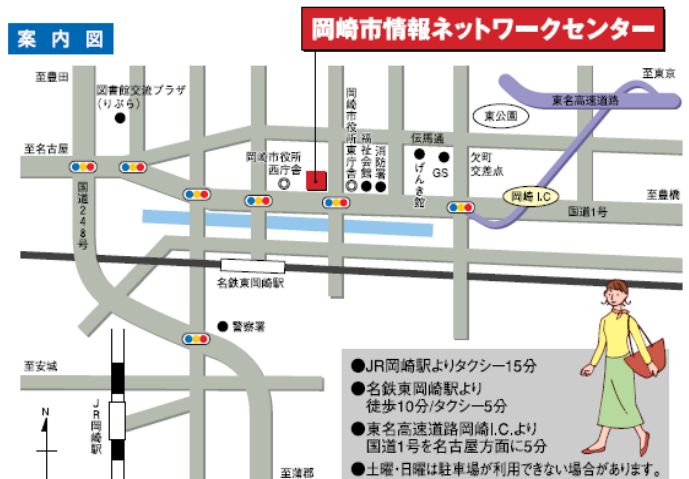 案内図
岡崎市情報ネットワークセンター
至豊田
図書館交流プラザ
（りぶら）
至名古屋
国道248号
岡崎市役所
西庁舎
岡崎市役所東庁舎
福祉会館
消防署
伝馬通
げんき館
GS
欠町
交差点
東公園
至東京
東名高速道路
岡崎I.C
至豊橋
国道1号
名鉄東岡崎駅
警察署
至安城
JR岡崎駅
N
至蒲郡
●JR岡崎駅よりタクシー15分
●名鉄東岡崎駅より
徒歩10分/タクシー5分
●東名高速道路岡崎I.C.より
国道1号を名古屋方面に5分
●土曜・日曜は駐車場が利用できない場合があります。